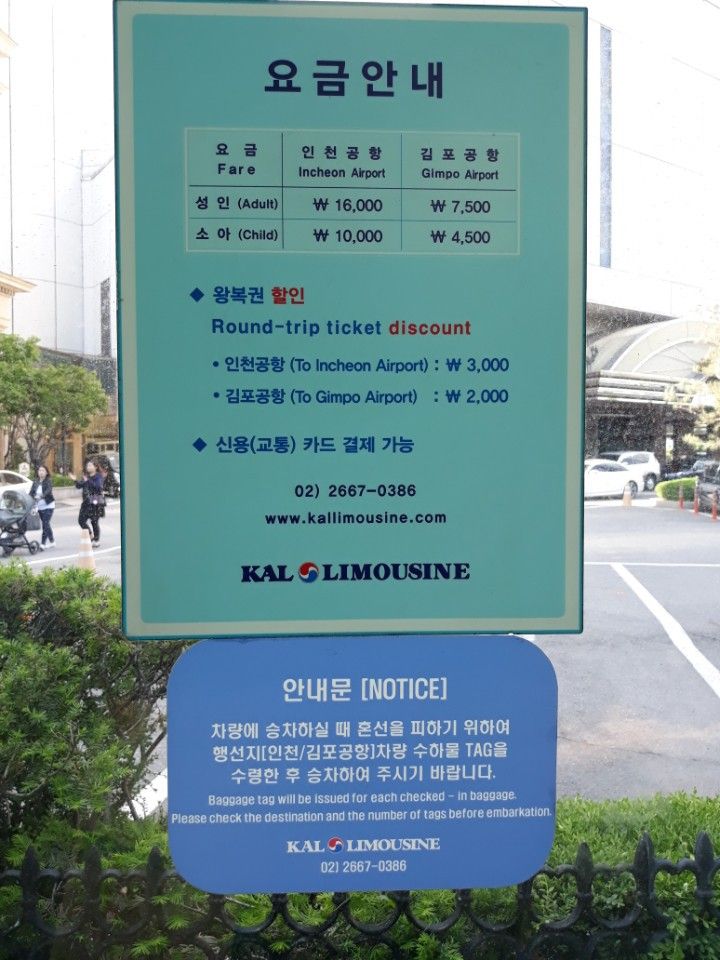 요금안내
요 금 인천공항 김포공항
Fare Incheon Airport Gimpo Airport
성 인 (Adult) ₩ 16,000 ₩ 7,500
소 아 (Child) ₩ 10,000 ₩ 4,500
◆ 왕복권 할인
Round-trip ticket discount
• 인천공항 (To Incheon Airport) : ₩ 3,000
• 김포공항 (To Gimpo Airport) : ₩ 2,000
◆ 신용(교통) 카드 결제 가능
02) 2667-0386
www.kallimousine.com
KAL LIMOUSINE
안내문 [NOTICE]
차량에 승차하실 때 혼선을 피하기 위하여
행선지[인천/김포공항]차량 수하물 TAG을
수령한 후 승차하여 주시기 바랍니다.
Baggage tag will be issued for each checked - in baggage.
Please check the destination and the number of tags before embarkation.
KAL LIMOUSINE
02) 2667-0386